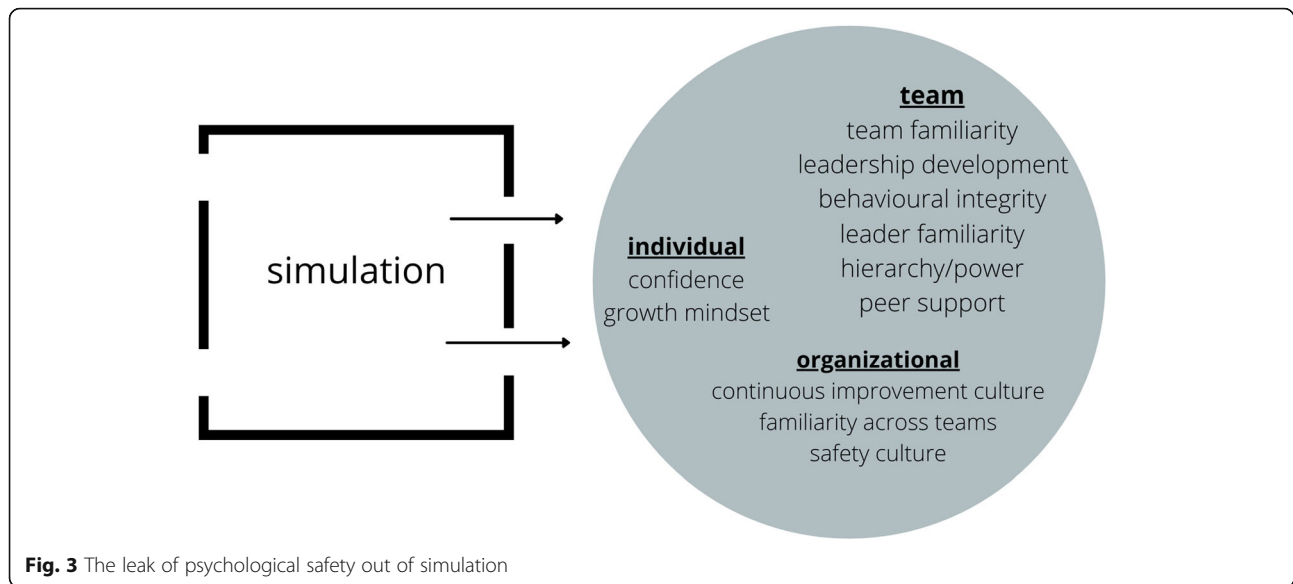 simulation
individual
confidence
growth mindset
team
team familiarity
leadership development
behavioural integrity
leader familiarity
hierarchy/power
peer support
organizational
continuous improvement culture
familiarity across teams
safety culture
Fig. 3 The leak of psychological safety out of simulation